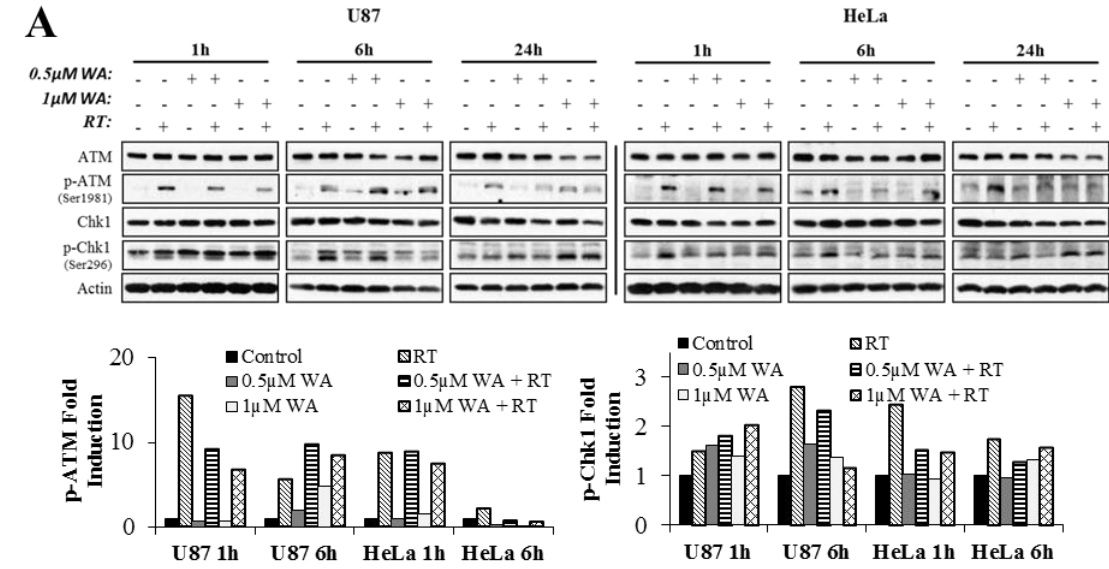 A
U87 HeLa
1h 6h 24h 1h 6h 24h
0.5µM WA: - - + + - - - - + + - - - - + + - - - - + + - - - - + + - - - - + + - -
1µM WA: - - - - + + - - - - + + - - - - + + - - - - + + - - - - + + - - - - + +
RT: - + - + - + - + - + - + - + - + - + - + - + - + - + - + - + - + - + - +
ATM
p-ATM
(Ser1981)
Chk1
p-Chk1
(Ser296)
Actin
p-ATM Fold Induction
20
10
0
Control RT
0.5µM WA 0.5µM WA + RT
1µM WA 1µM WA + RT
U87 1h U87 6h HeLa 1h HeLa 6h
p-Chk1 Fold Induction
3
2
1
0
Control RT
0.5µM WA 0.5µM WA + RT
1µM WA 1µM WA + RT
U87 1h U87 6h HeLa 1h HeLa 6h